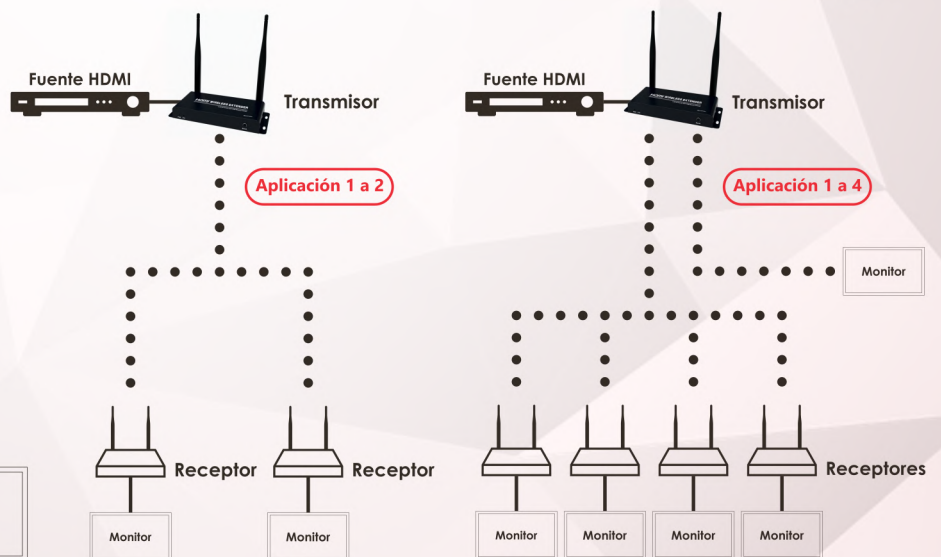 Fuente HDMI
Transmisor
Aplicación 1 a 2
Receptor
Receptor
Monitor
Monitor
Fuente HDMI
Transmisor
Aplicación 1 a 4
Monitor
Receptores
Monitor
Monitor
Monitor
Monitor